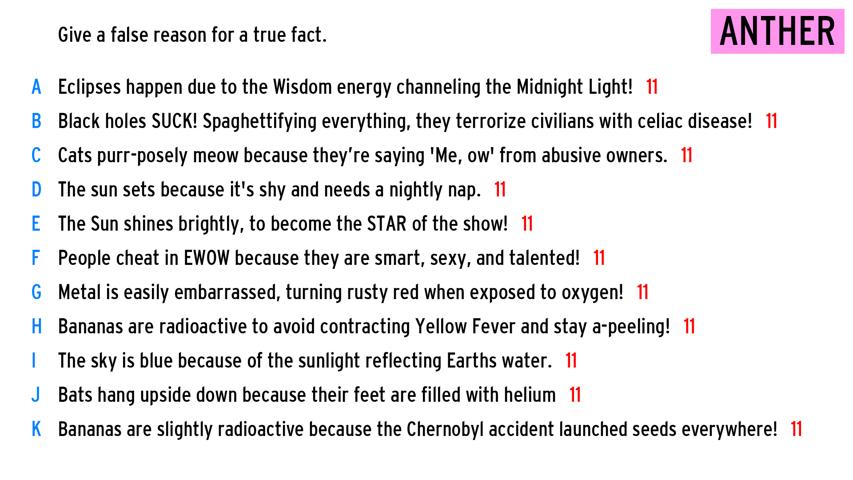 Give a false reason for a true fact.
ANTHER
A Eclipses happen due to the Wisdom energy channeling the Midnight Light! 11
B Black holes SUCK! Spaghettifying everything, they terrorize civilians with celiac disease! 11
C Cats purr-posely meow because they're saying 'Me, ow' from abusive owners. 11
D The sun sets because it's shy and needs a nightly nap. 11
E The Sun shines brightly, to become the STAR of the show! 11
F People cheat in EWOW because they are smart, sexy, and talented! 11
G Metal is easily embarrassed, turning rusty red when exposed to oxygen! 11
H Bananas are radioactive to avoid contracting Yellow Fever and stay a-peeling! 11
I The sky is blue because of the sunlight reflecting Earths water. 11
J Bats hang upside down because their feet are filled with helium 11
K Bananas are slightly radioactive because the Chernobyl accident launched seeds everywhere! 11